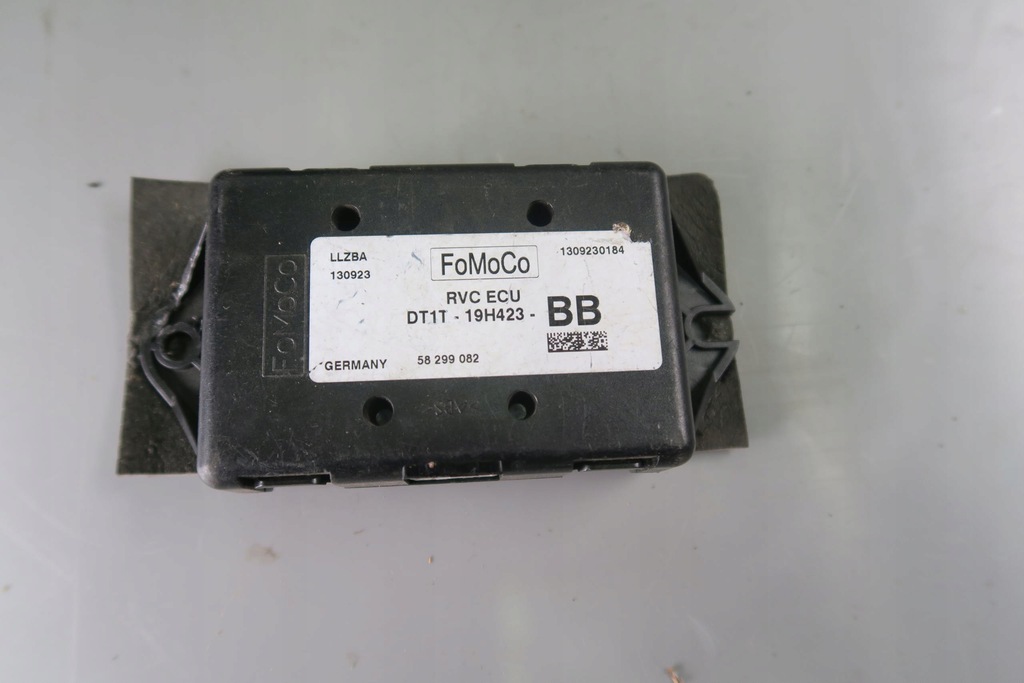 LLZBA
130923
FoMoCo
1309230184
RVC ECU
DT1T - 19H423 - BB
GERMANY
58 299 082
FoMoCo